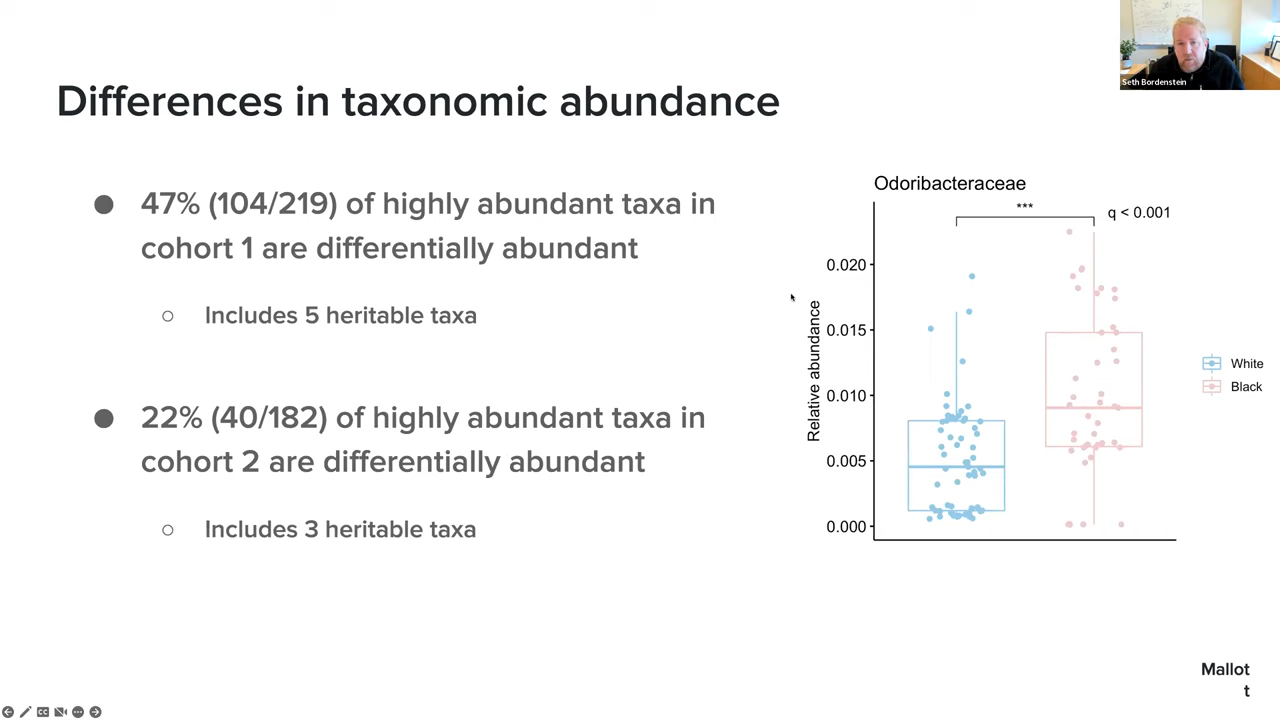 Seth Bordenstein
Differences in taxonomic abundance
● 47% (104/219) of highly abundant taxa in
cohort 1 are differentially abundant
○ Includes 5 heritable taxa
● 22% (40/182) of highly abundant taxa in
cohort 2 are differentially abundant
○ Includes 3 heritable taxa
Odoribacteraceae
***
q < 0.001
Relative abundance
0.020
0.015
0.010
0.005
0.000
White
Black
Mallot
t
CC